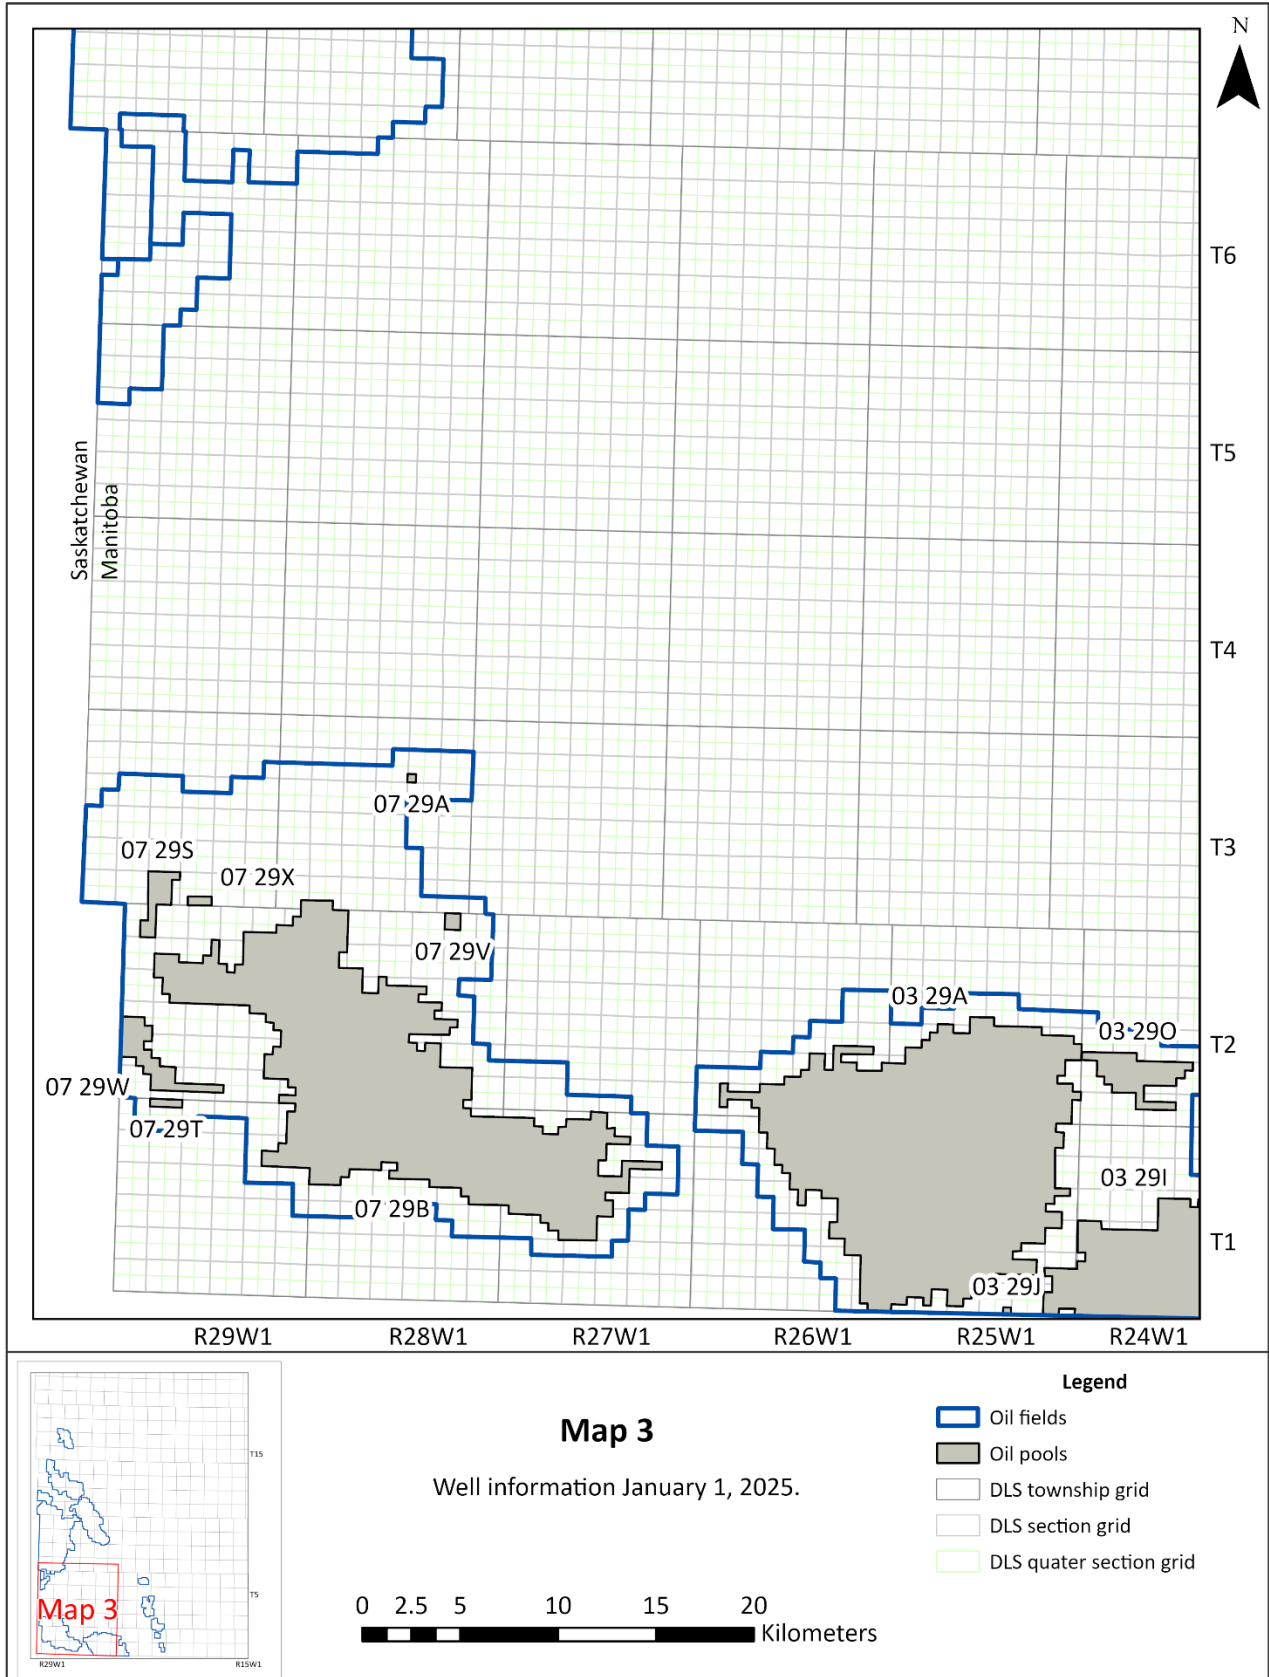 N
T6
T5
Saskatchewan
Manitoba
T4
07 29A
T3
07 29S
07 29X
07 29V
03 29A
03 29O
T2
07 29W
07 29T
03 29I
07 29B
T1
03 29J
R29W1 R28W1 R27W1 R26W1 R25W1 R24W1
Map 3
Well information January 1, 2025.
0 2.5 5 10 15 20
Kilometers
Legend
Oil fields
Oil pools
DLS township grid
DLS section grid
DLS quater section grid
T15
T5
Map 3
R29W1 R15W1